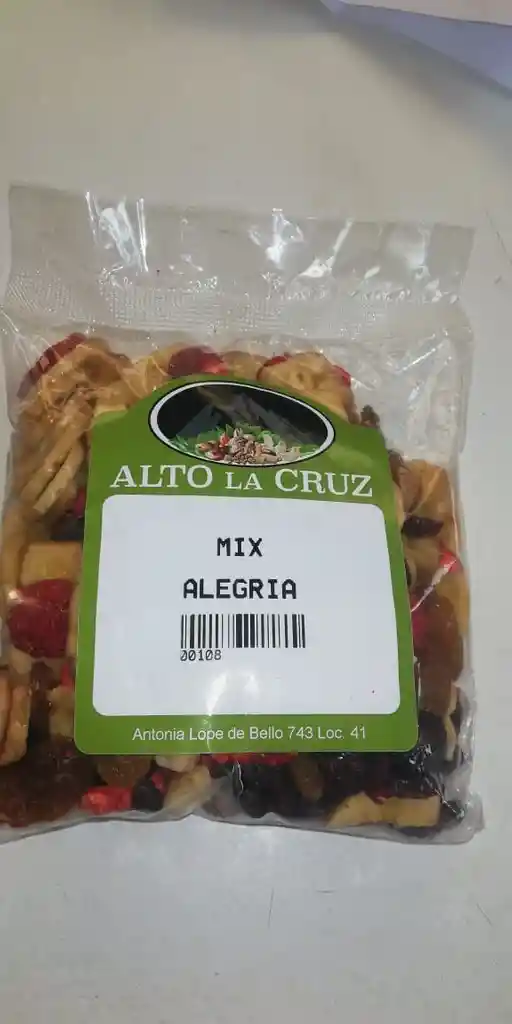 ALTO LA CRUZ
MIX
ALEGRIA
00108
Antonia Lope de Bello 743 Loc. 41